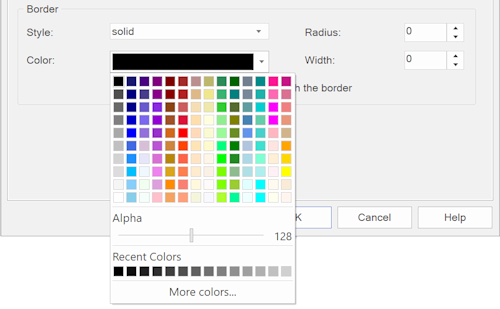 Border
Style: solid Radius: 0
Color: Width: 0
h the border
Alpha
128
Recent Colors
More colors...
K Cancel Help